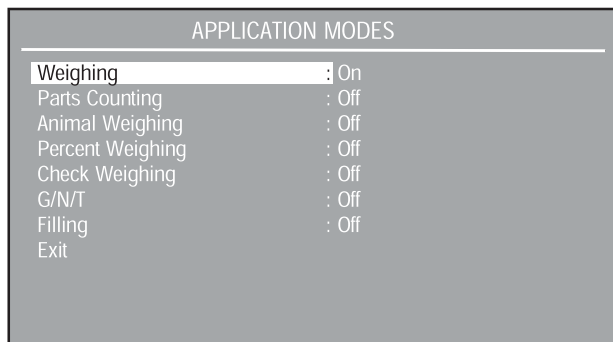 APPLICATION MODES
Weighing : On
Parts Counting : Off
Animal Weighing : Off
Percent Weighing : Off
Check Weighing : Off
G/N/T : Off
Filling : Off
Exit